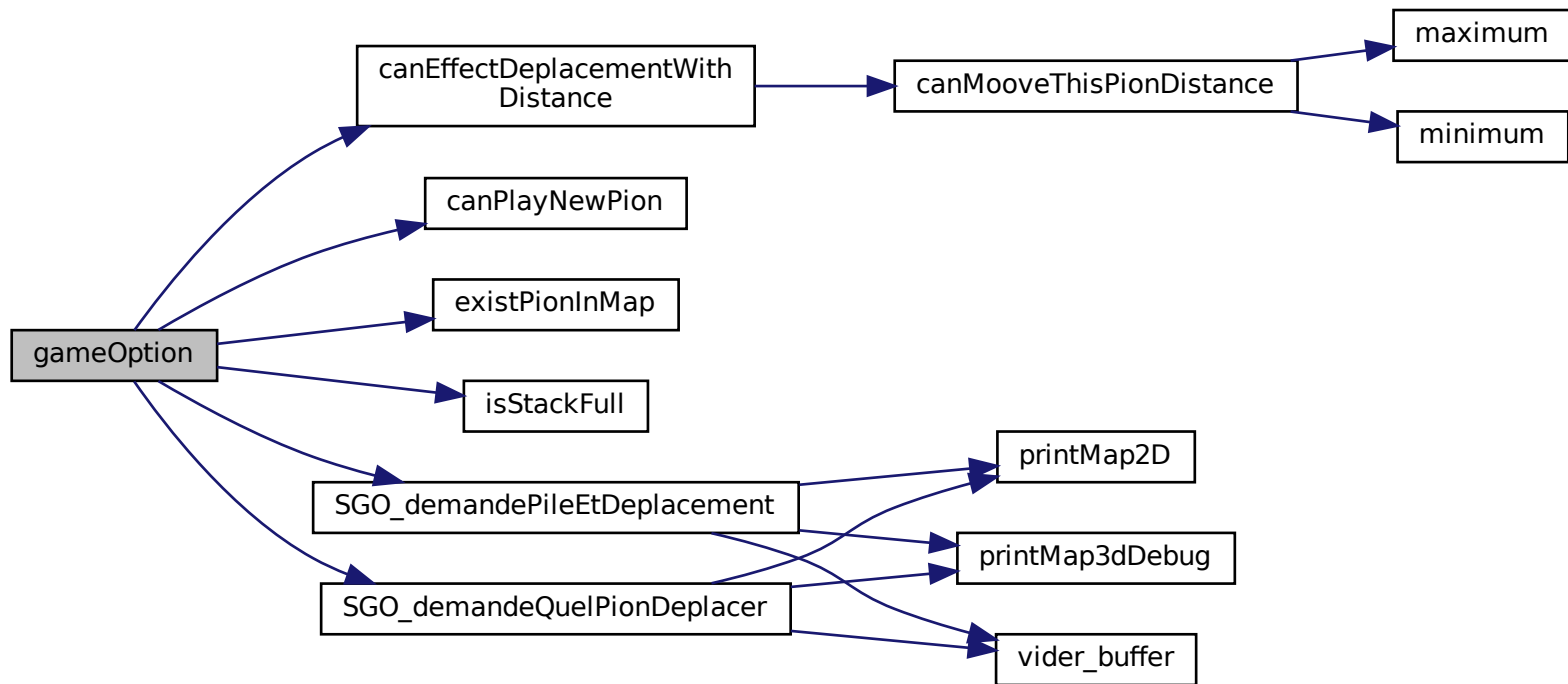 gameOption
canEffectDeplacementWith
Distance
canPlayNewPion
existPionInMap
isStackFull
SGO_demandePileEtDeplacement
SGO_demandeQuelPionDeplacer
canMooveThisPionDistance
printMap2D
printMap3dDebug
vider_buffer
maximum
minimum